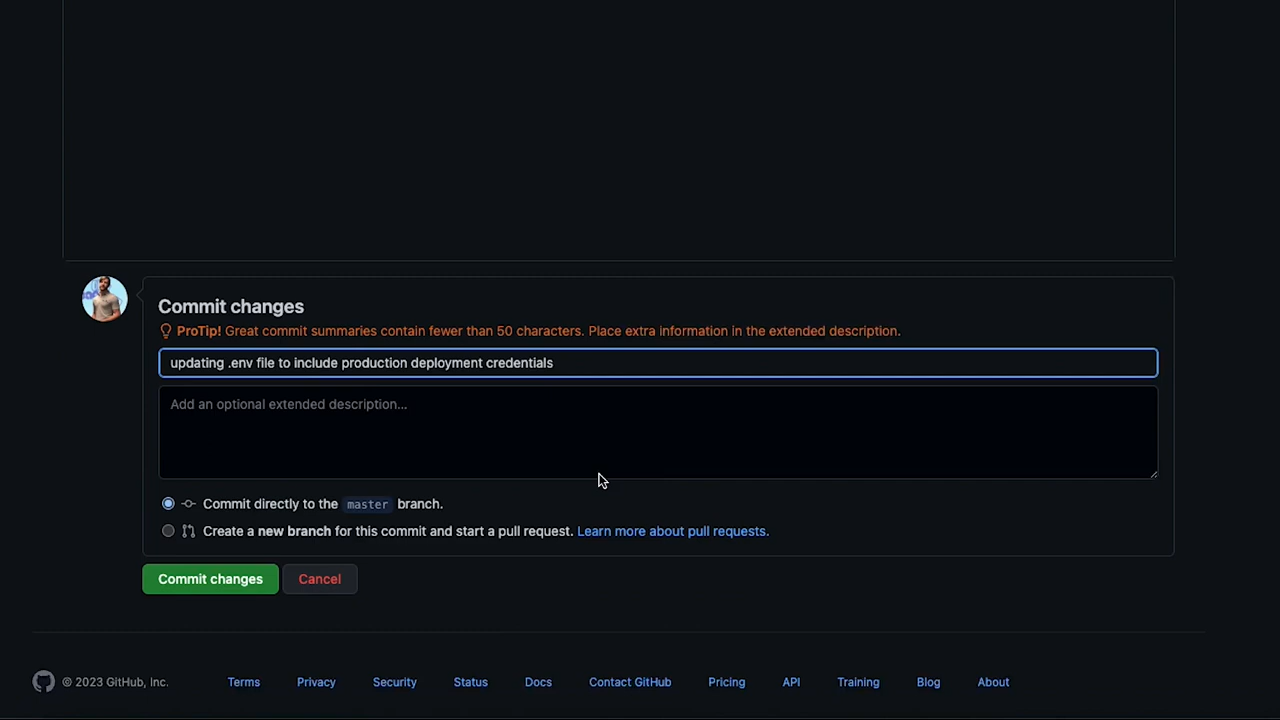 Commit changes
ProTip! Great commit summaries contain fewer than 50 characters. Place extra information in the extended description.
updating .env file to include production deployment credentials
Add an optional extended description...
Commit directly to the master branch.
Create a new branch for this commit and start a pull request. Learn more about pull requests.
Commit changes Cancel
© 2023 GitHub, Inc. Terms Privacy Security Status Docs Contact GitHub Pricing API Training Blog About